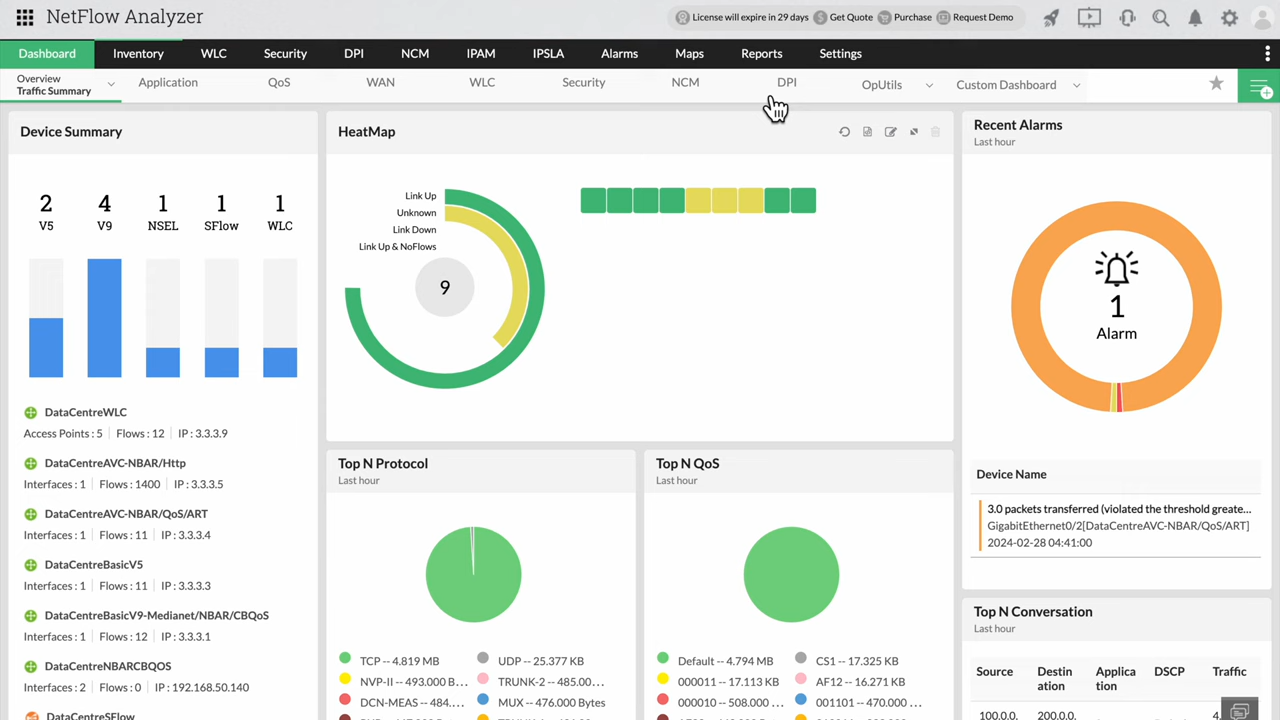 NetFlow Analyzer
License will expire in 29 days Get Quote Purchase Request Demo
Dashboard Inventory WLC Security DPI NCM IPAM IPSLA Alarms Maps Reports Settings
Overview
Traffic Summary
Application QoS WAN WLC Security NCM DPI OpUtils Custom Dashboard
Device Summary
2 4 1 1 1
V5 V9 NSEL SFlow WLC
DataCentreWLC
Access Points : 5 Flows : 12 IP : 3.3.3.9
DataCentreAVC-NBAR/Http
Interfaces : 1 Flows : 1400 IP : 3.3.3.5
DataCentreAVC-NBAR/QoS/ART
Interfaces : 1 Flows : 11 IP : 3.3.3.4
DataCentreBasicV5
Interfaces : 1 Flows : 11 IP : 3.3.3.3
DataCentreBasicV9-Medianet/NBAR/CBQoS
Interfaces : 1 Flows : 12 IP : 3.3.3.1
DataCentreNBARCBQOS
Interfaces : 2 Flows : 0 IP : 192.168.50.140
DataCentreSFlow
HeatMap
Link Up
Unknown
Link Down
Link Up & NoFlows
9
Top N Protocol
Last hour
TCP -- 4.819 MB UDP -- 25.377 KB
NVP-II -- 493.000 B... TRUNK-2 -- 485.00...
DCN-MEAS -- 484.... MUX -- 476.000 Bytes
Top N QoS
Last hour
Default -- 4.794 MB CS1 -- 17.325 KB
000011 -- 17.113 KB AF12 -- 16.271 KB
000010 -- 508.000 ... 001101 -- 470.000 ...
Recent Alarms
Last hour
1
Alarm
Device Name
3.0 packets transferred (violated the threshold greate...
GigabitEthernet0/2[DataCentreAVC-NBAR/QoS/ART]
2024-02-28 04:41:00
Top N Conversation
Last hour
Source Destin Applica DSCP Traffic
ation tion
100.0.0. 200.0.0.